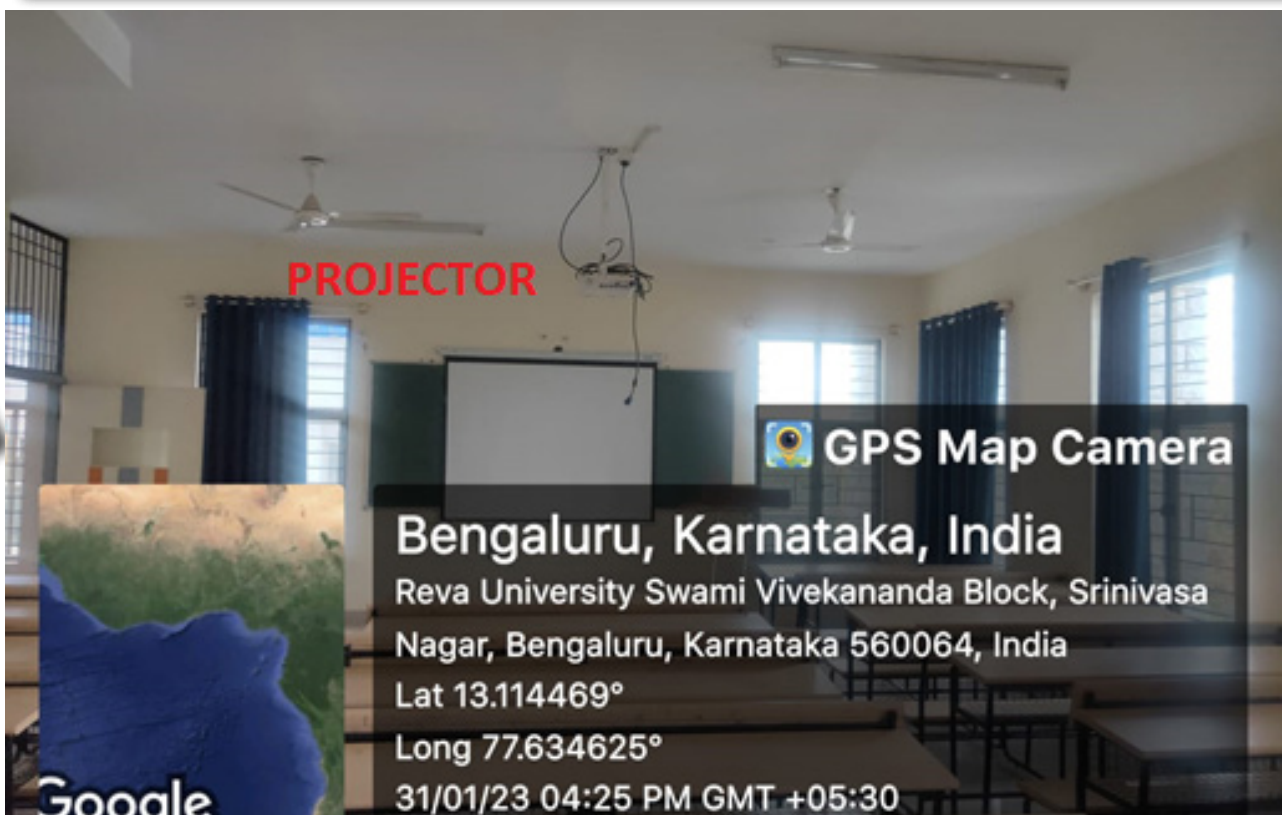 PROJECTOR
GPS Map Camera
Bengaluru, Karnataka, India
Reva University Swami Vivekananda Block, Srinivasa
Nagar, Bengaluru, Karnataka 560064, India
Lat 13.114469°
Long 77.634625°
31/01/23 04:25 PM GMT +05:30
Google